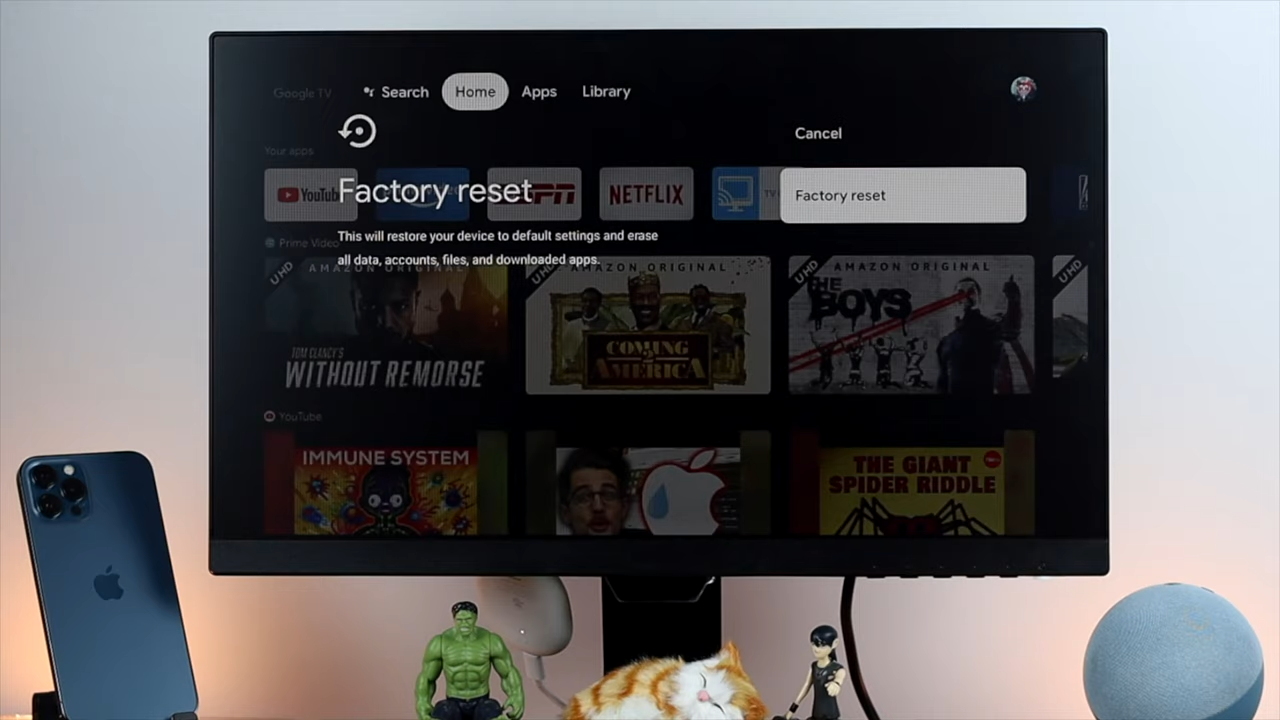 Google TV Search Home Apps Library
Cancel
Your apps
YouTube ESPN NETFLIX
Factory reset Factory reset
This will restore your device to default settings and erase
Prime Video
all data, accounts, files, and downloaded apps.
UHD AMAZON ORIGINAL UHD AMAZON ORIGINAL UHD AMAZON ORIGINAL UHD
TOM CLANCY'S
WITHOUT REMORSE
COMING
2
AMERICA
THE
BOYS
YouTube
IMMUNE SYSTEM
THE GIANT
SPIDER RIDDLE